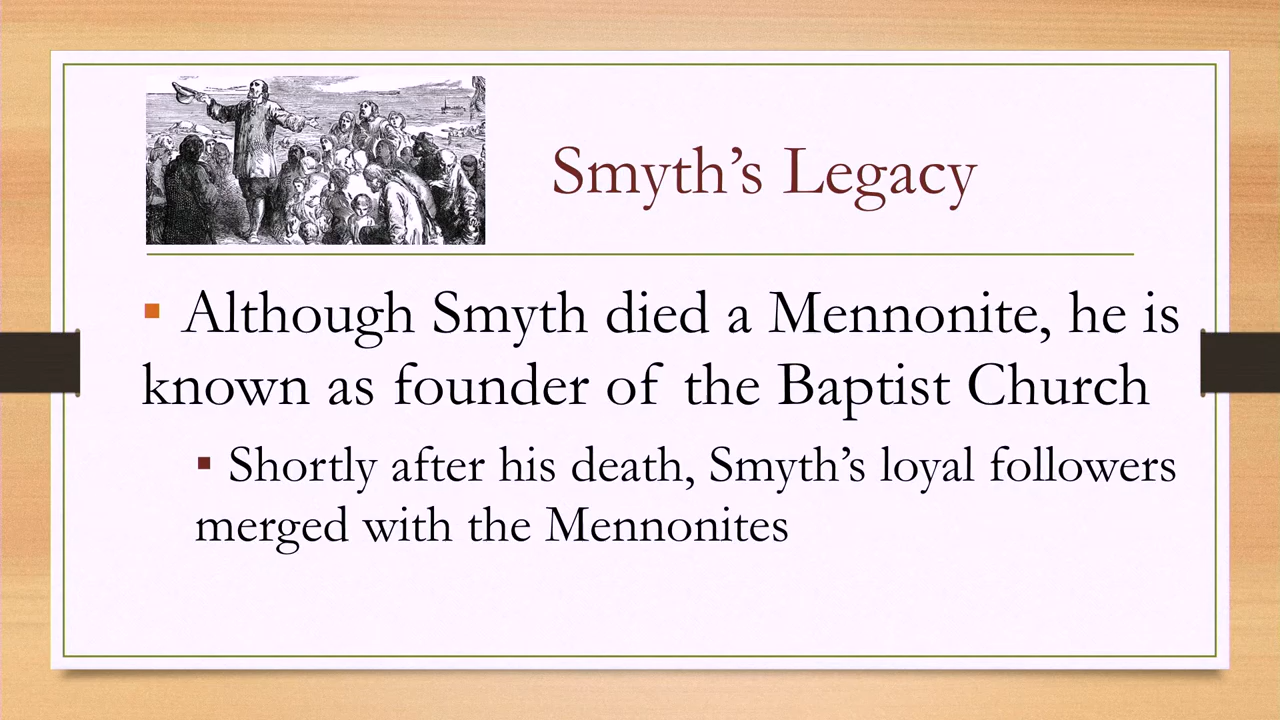 Smyth’s Legacy
▪ Although Smyth died a Mennonite, he is
known as founder of the Baptist Church
▪ Shortly after his death, Smyth’s loyal followers
merged with the Mennonites